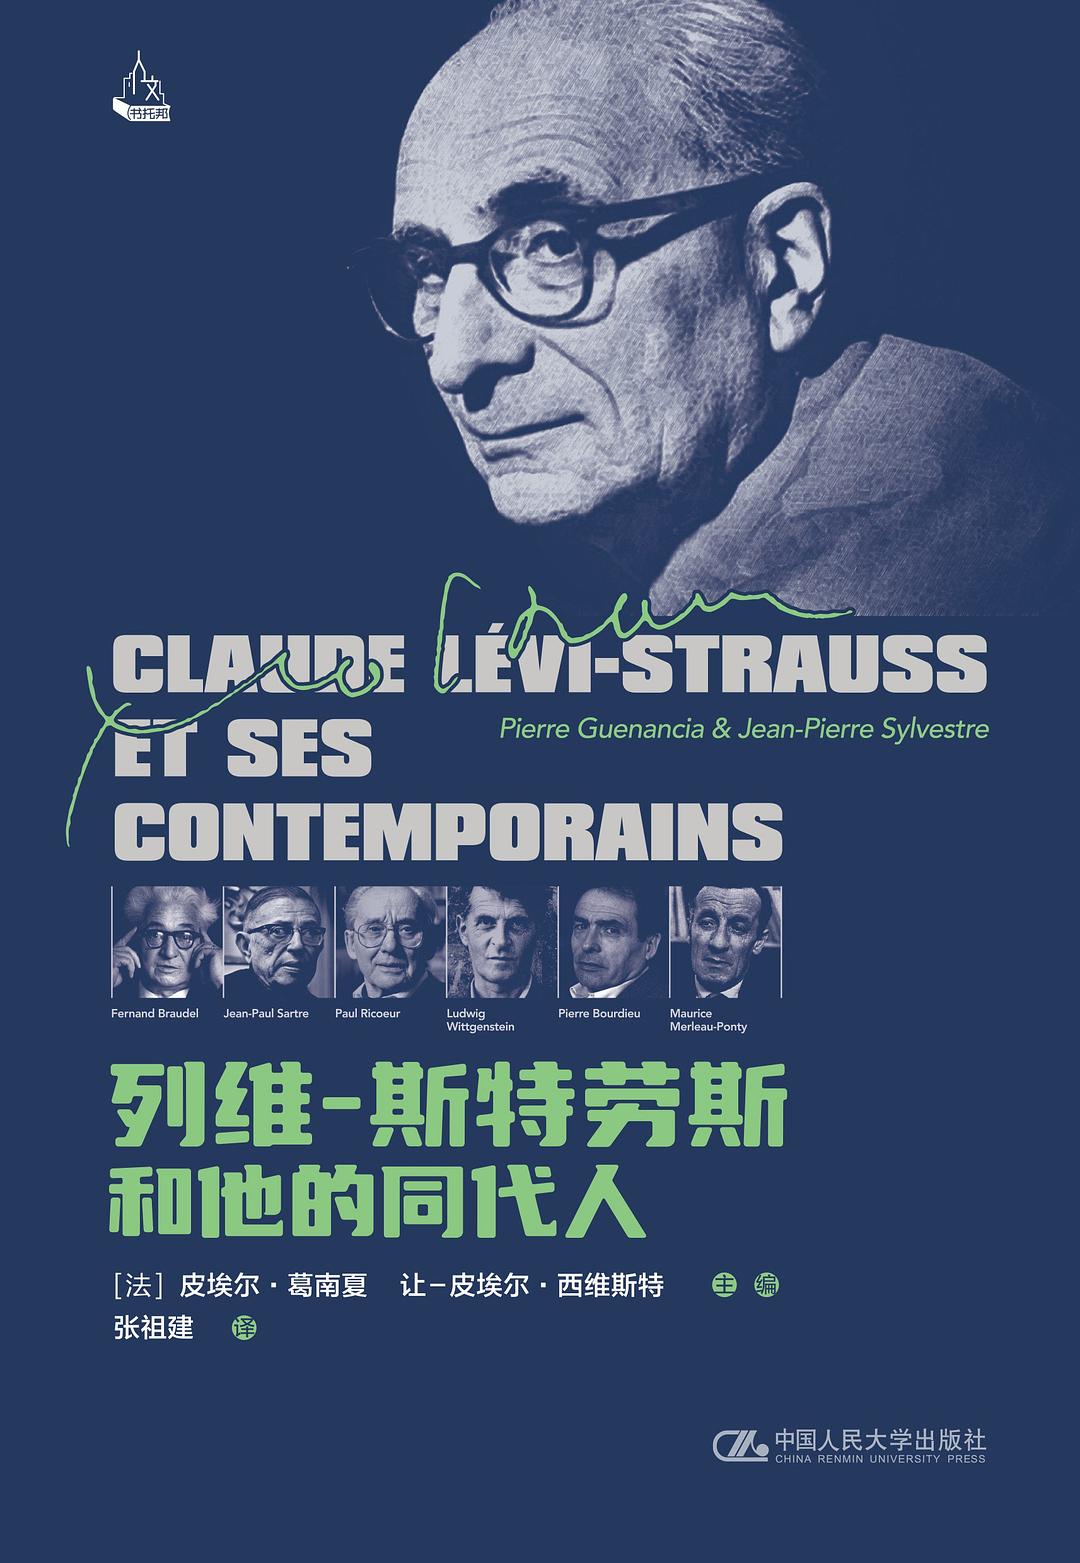 文
书托邦
CLAUDE LÉVI-STRAUSS
ET SES
Pierre Guenancia & Jean-Pierre Sylvestre
CONTEMPORAINS
Fernand Braudel
Jean-Paul Sartre
Paul Ricoeur
Ludwig
Wittgenstein
Pierre Bourdieu
Maurice
Merleau-Ponty
列维-斯特劳斯
和他的同代人
[法] 皮埃尔·葛南夏 让-皮埃尔·西维斯特 主 编
张祖建 译
中国人民大学出版社
CHINA RENMIN UNIVERSITY PRESS